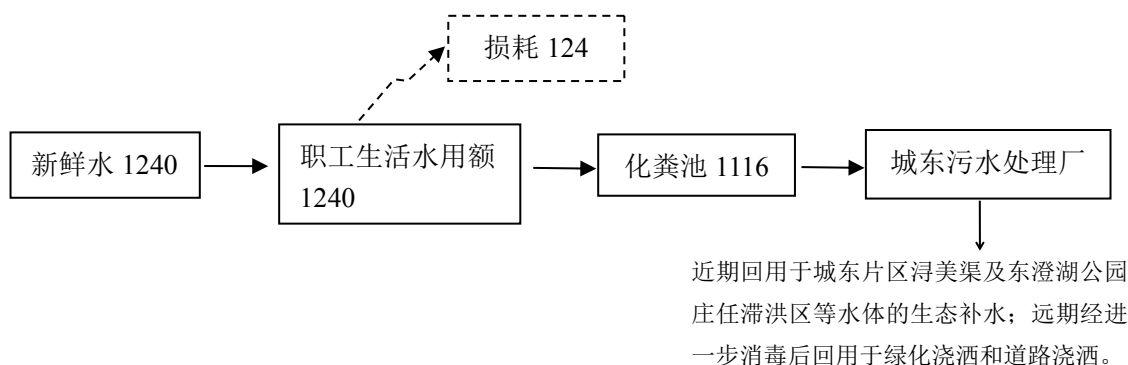 损耗 124
新鲜水 1240
职工生活水用额
1240
化粪池 1116
城东污水处理厂
近期回用于城东片区浔美渠及东澄湖公园
庄任滞洪区等水体的生态补水；远期经进
一步消毒后回用于绿化浇洒和道路浇洒。